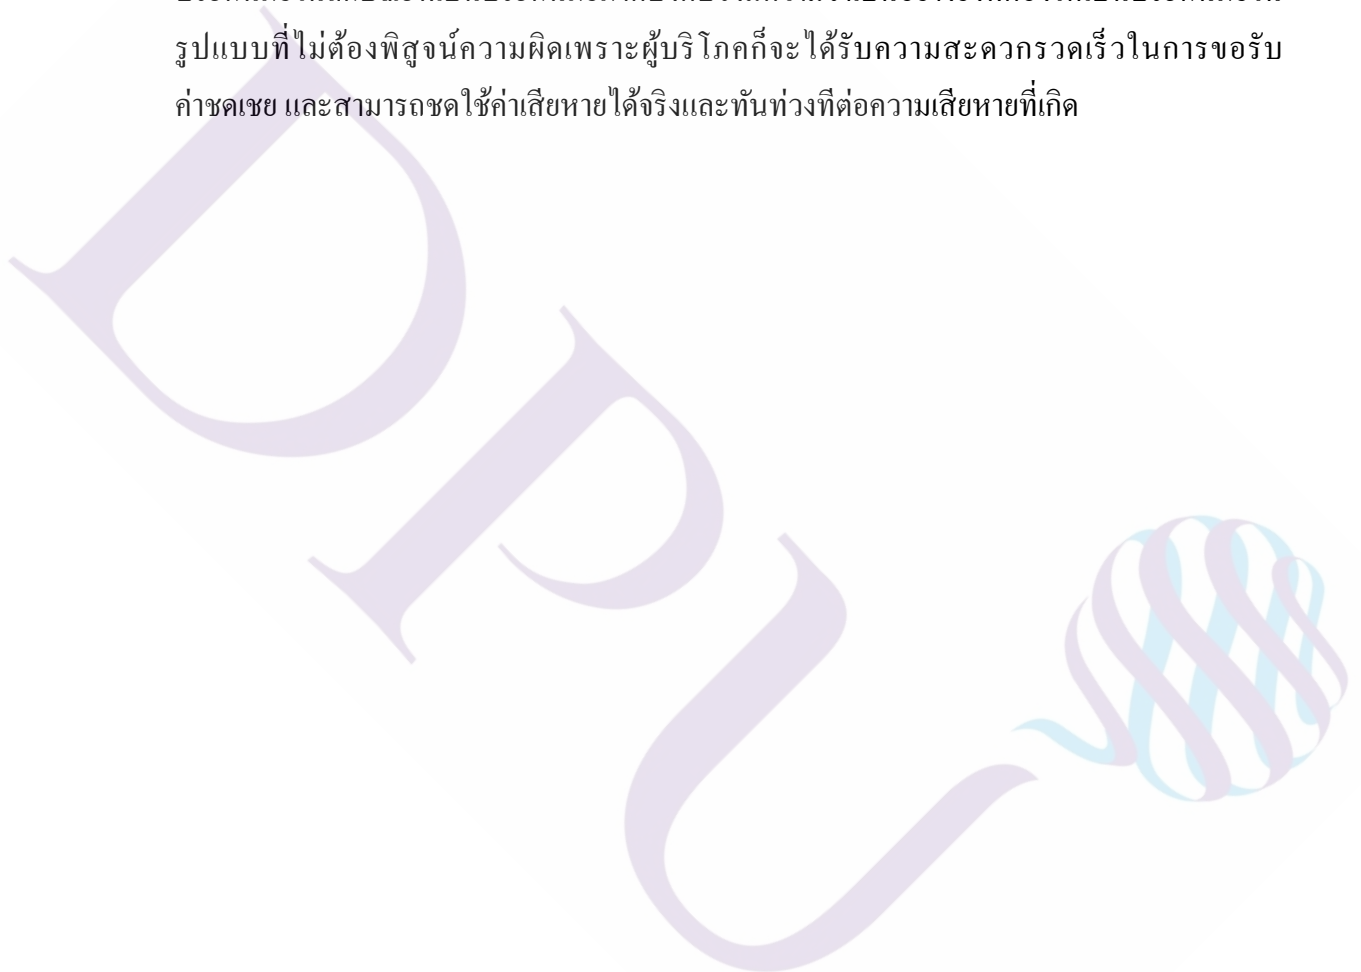 รูปแบบที่ไม่ต้องพิสูจน์ความผิดเพราะผู้บริโภคก็จะได้รับความสะดวกรวดเร็วในการขอรับ
ค่าชดเชย และสามารถชดใช้ค่าเสียหายได้จริงและทันท่วงทีต่อความเสียหายที่เกิด
DPU